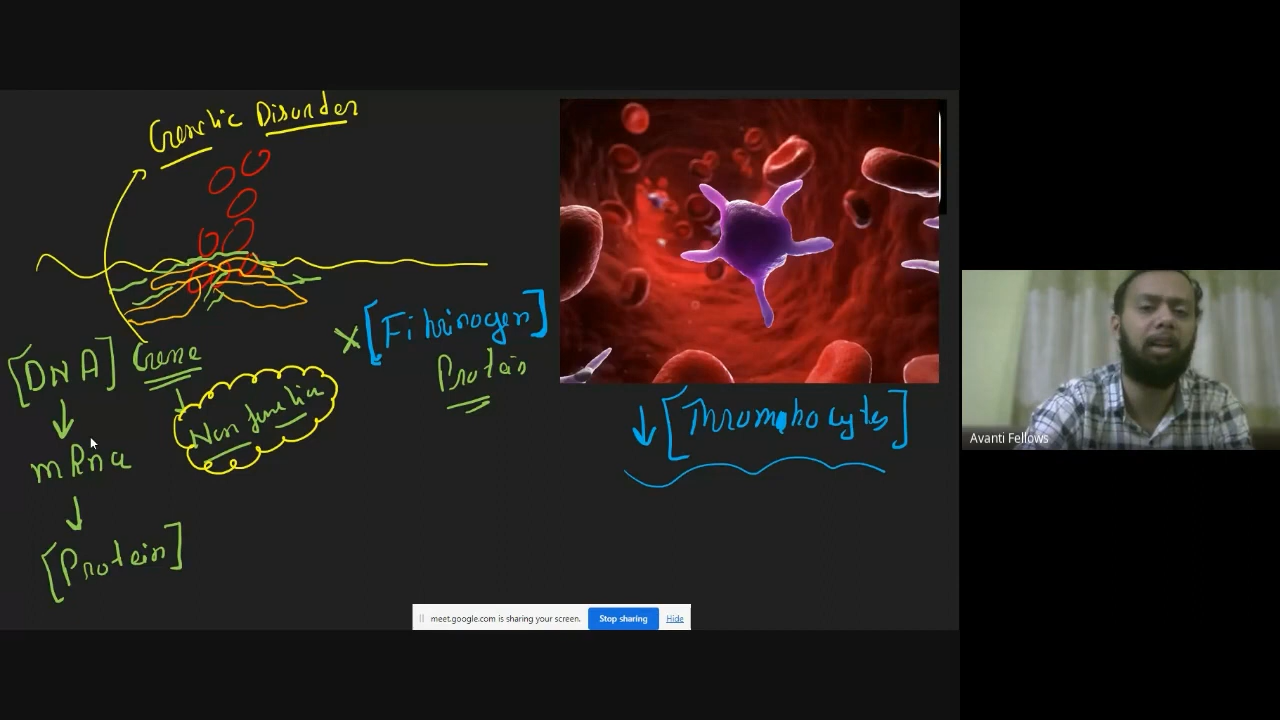 Genetic Disorder
× [Fibrinogen]
Protein
[DNA] Gene
↓
↓
mRna
Non function
↓
[Protein]
↓ [Thrombocytes]
Avanti Fellows
meet.google.com is sharing your screen. Stop sharing Hide